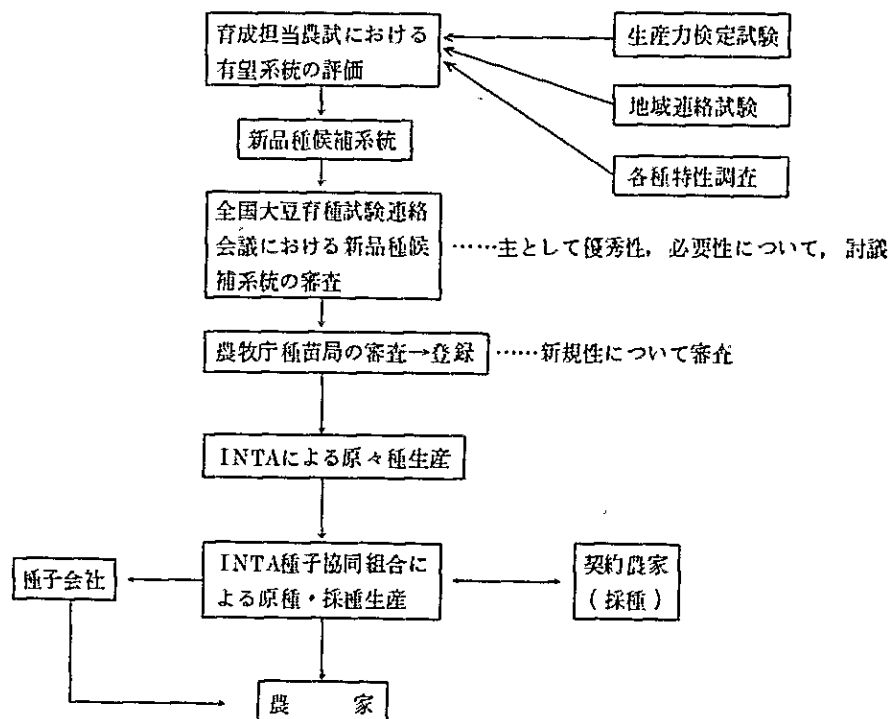 育成担当農試における
有望系統の評価
生産力検定試験
地域連絡試験
各種特性調査
新品種候補系統
全国大豆育種試験連絡
会議における新品種候
補系統の審査
……主として優秀性，必要性について，討議
農牧庁種苗局の審査→登録
……新規性について審査
INTAによる原々種生産
種子会社
INTA種子協同組合に
よる原種・採種生産
契約農家
（採種）
農　　家